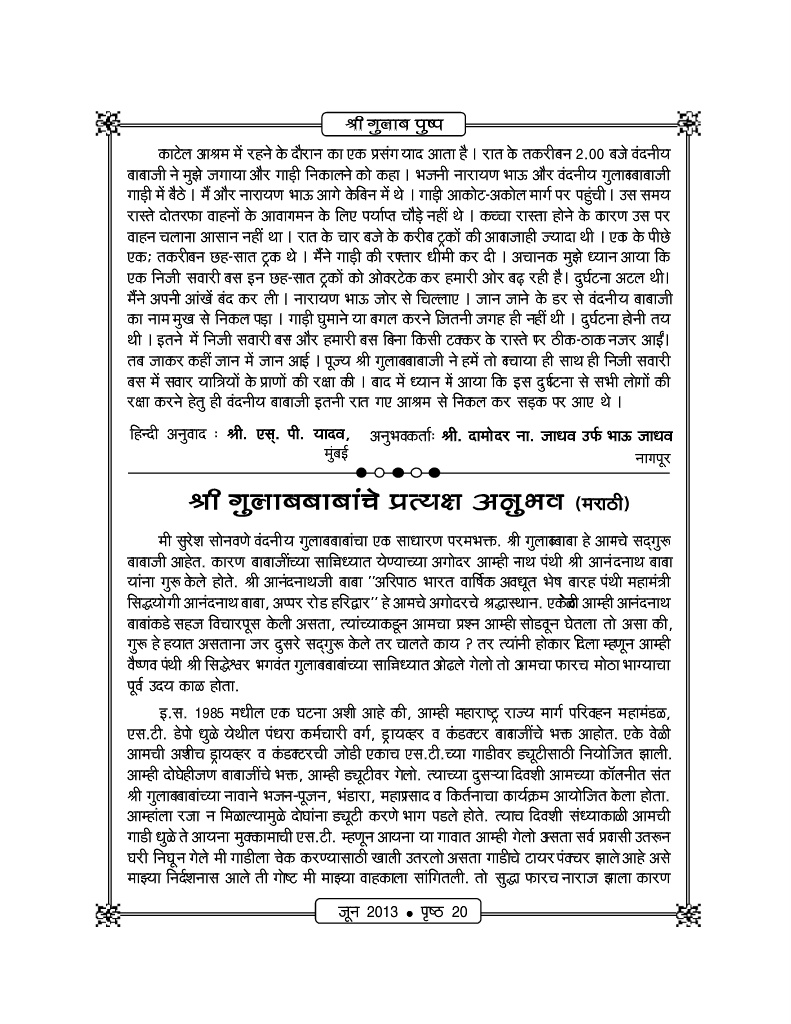 श्री गुलाब पुष्प
काटेल आश्रम में रहने के दौरान का एक प्रसंग याद आता है । रात के तकरीबन 2.00 बजे वंदनीय
बाबाजी ने मुझे जगाया और गाड़ी निकालने को कहा । भजनी नारायण भाऊ और वंदनीय गुलाबबाबाजी
गाड़ी में बैठे । मैं और नारायण भाऊ आगे केबिन में थे । गाड़ी आकोट-अकोल मार्ग पर पहुंची । उस समय
रास्ते दोतरफा वाहनों के आवागमन के लिए पर्याप्त चौड़े नहीं थे । कच्चा रास्ता होने के कारण उस पर
वाहन चलाना आसान नहीं था । रात के चार बजे के करीब ट्रकों की आवाजाही ज्यादा थी । एक के पीछे
एक; तकरीबन छह-सात ट्रक थे । मैंने गाड़ी की रफ्तार धीमी कर दी । अचानक मुझे ध्यान आया कि
एक निजी सवारी बस इन छह-सात ट्रकों को ओवरटेक कर हमारी ओर बढ़ रही है। दुर्घटना अटल थी।
मैंने अपनी आंखें बंद कर ली । नारायण भाऊ जोर से चिल्लाए । जान जाने के डर से वंदनीय बाबाजी
का नाम मुख से निकल पड़ा । गाड़ी घुमाने या बगल करने जितनी जगह ही नहीं थी । दुर्घटना होनी तय
थी । इतने में निजी सवारी बस और हमारी बस बिना किसी टक्कर के रास्ते पर ठीक-ठाक नजर आईं।
तब जाकर कहीं जान में जान आई । पूज्य श्री गुलाबबाबाजी ने हमें तो बचाया ही साथ ही निजी सवारी
बस में सवार यात्रियों के प्राणों की रक्षा की । बाद में ध्यान में आया कि इस दुर्घटना से सभी लोगों की
रक्षा करने हेतु ही वंदनीय बाबाजी इतनी रात गए आश्रम से निकल कर सड़क पर आए थे ।
हिन्दी अनुवाद : श्री. एस्. पी. यादव, अनुभवकर्ताः श्री. दामोदर ना. जाधव उर्फ भाऊ जाधव
मुंबई नागपूर
श्री गुलाबबाबांचे प्रत्यक्ष अनुभव (मराठी)
मी सुरेश सोनवणे वंदनीय गुलाबबाबांचा एक साधारण परमभक्त. श्री गुलाबबाबा हे आमचे सद्‌गुरू
बाबाजी आहेत. कारण बाबाजींच्या सान्निध्यात येण्याच्या अगोदर आम्ही नाथ पंथी श्री आनंदनाथ बाबा
यांना गुरू केले होते. श्री आनंदनाथजी बाबा ''अरिपाठ भारत वार्षिक अवधूत भेष बारह पंथी महामंत्री
सिद्धयोगी आनंदनाथ बाबा, अप्पर रोड हरिद्वार'' हे आमचे अगोदरचे श्रद्धास्थान. एकेवेळी आम्ही आनंदनाथ
बाबांकडे सहज विचारपूस केली असता, त्यांच्याकडून आमचा प्रश्न आम्ही सोडवून घेतला तो असा की,
गुरू हे हयात असताना जर दुसरे सद्‌गुरू केले तर चालते काय ? तर त्यांनी होकार दिला म्हणून आम्ही
वैष्णव पंथी श्री सिद्धेश्वर भगवंत गुलाबबाबांच्या सान्निध्यात ओढले गेलो तो आमचा फारच मोठा भाग्याचा
पूर्व उदय काळ होता.
इ.स. 1985 मधील एक घटना अशी आहे की, आम्ही महाराष्ट्र राज्य मार्ग परिवहन महामंडळ,
एस.टी. डेपो धुळे येथील पंधरा कर्मचारी वर्ग, ड्रायव्हर व कंडक्टर बाबाजींचे भक्त आहोत. एके वेळी
आमची अशीच ड्रायव्हर व कंडक्टरची जोडी एकाच एस.टी.च्या गाडीवर ड्यूटीसाठी नियोजित झाली.
आम्ही दोघेहीजण बाबाजींचे भक्त, आम्ही ड्यूटीवर गेलो. त्याच्या दुसऱ्या दिवशी आमच्या कॉलनीत संत
श्री गुलाबबाबांच्या नावाने भजन-पूजन, भंडारा, महाप्रसाद व किर्तनाचा कार्यक्रम आयोजित केला होता.
आम्हांला रजा न मिळाल्यामुळे दोघांना ड्यूटी करणे भाग पडले होते. त्याच दिवशी संध्याकाळी आमची
गाडी धुळे ते आयना मुक्कामाची एस.टी. म्हणून आयना या गावात आम्ही गेलो असता सर्व प्रवासी उतरून
घरी निघून गेले मी गाडीला चेक करण्यासाठी खाली उतरलो असता गाडीचे टायर पंक्चर झाले आहे असे
माझ्या निर्दशनास आले ती गोष्ट मी माझ्या वाहकाला सांगितली. तो सुद्धा फारच नाराज झाला कारण
जून 2013 • पृष्ठ 20